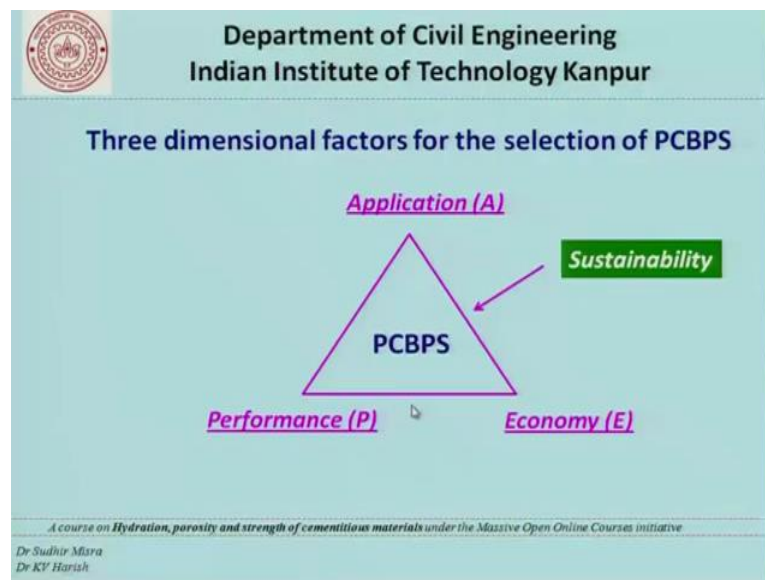 Department of Civil Engineering
Indian Institute of Technology Kanpur
Three dimensional factors for the selection of PCBPS
Application (A)
Sustainability
PCBPS
Performance (P)
Economy (E)
A course on Hydration, porosity and strength of cementitious materials under the Massive Open Online Courses initiative
Dr Sudhir Misra
Dr KV Harish